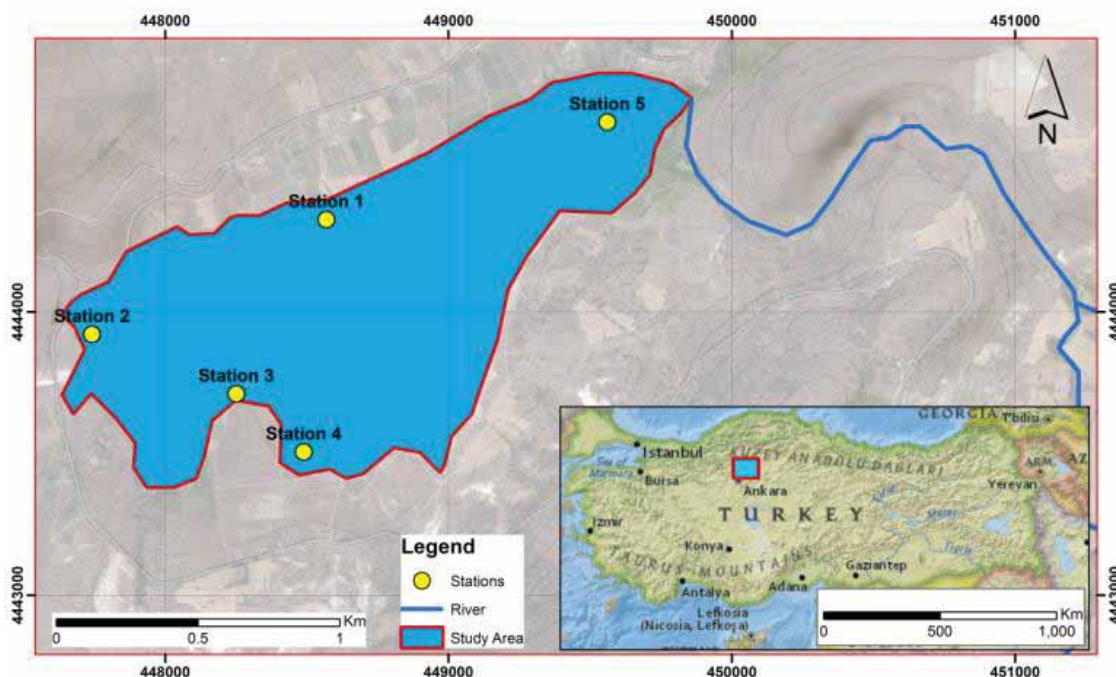 448000 449000 450000 451000
N
Station 5
Station 1
4444000 4444000
Station 2
Station 3
Station 4
Legend
Stations
River
Study Area
Km
0 0.5 1
GEORGIA T'bilisi
Istanbul
KUZEY ANADOLU DAGLARI
Sea of
Marmara
Bursa
Ankara
ARM.
AZ
Yerevan
TURKEY
Izmir
Konya
Tigris
TAURUS MOUNTAINS
Gaziantep
Antalya
Adana
Lefkosia
(Nicosia, Lefkoşa)
Km
0 500 1,000
4443000 4443000
448000 449000 450000 451000